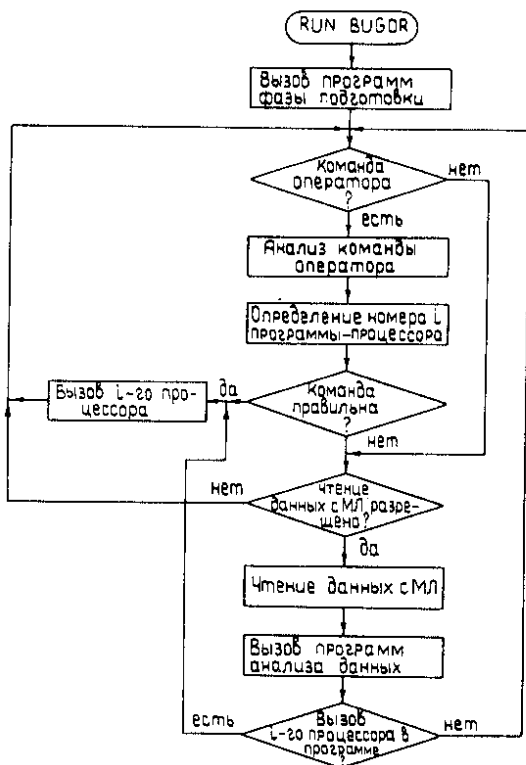 RUN BUGOR
Вызов программ
фазы подготовки
Команда
оператора
?
нет
есть
Анализ команды
оператора
Определение номера i
программы-процессора
Вызов i-го про-
цессора
да
Команда
правильна
?
нет
нет
чтение
данных с МЛ разре-
шено?
да
Чтение данных с МЛ
Вызов программ
анализа данных
есть
Вызов
i-го процессора в
программе
?
нет